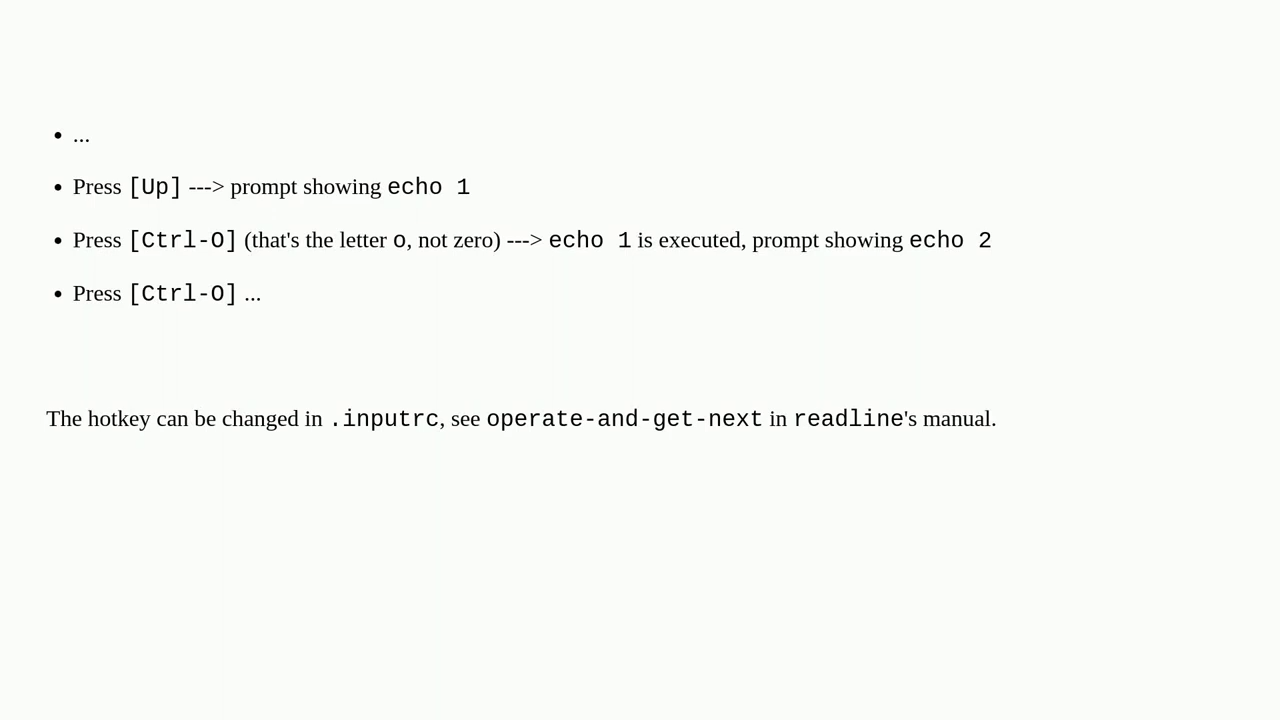 • ...
• Press [Up] ---> prompt showing echo 1
• Press [Ctrl-O] (that's the letter o, not zero) ---> echo 1 is executed, prompt showing echo 2
• Press [Ctrl-O] ...
The hotkey can be changed in .inputrc, see operate-and-get-next in readline's manual.